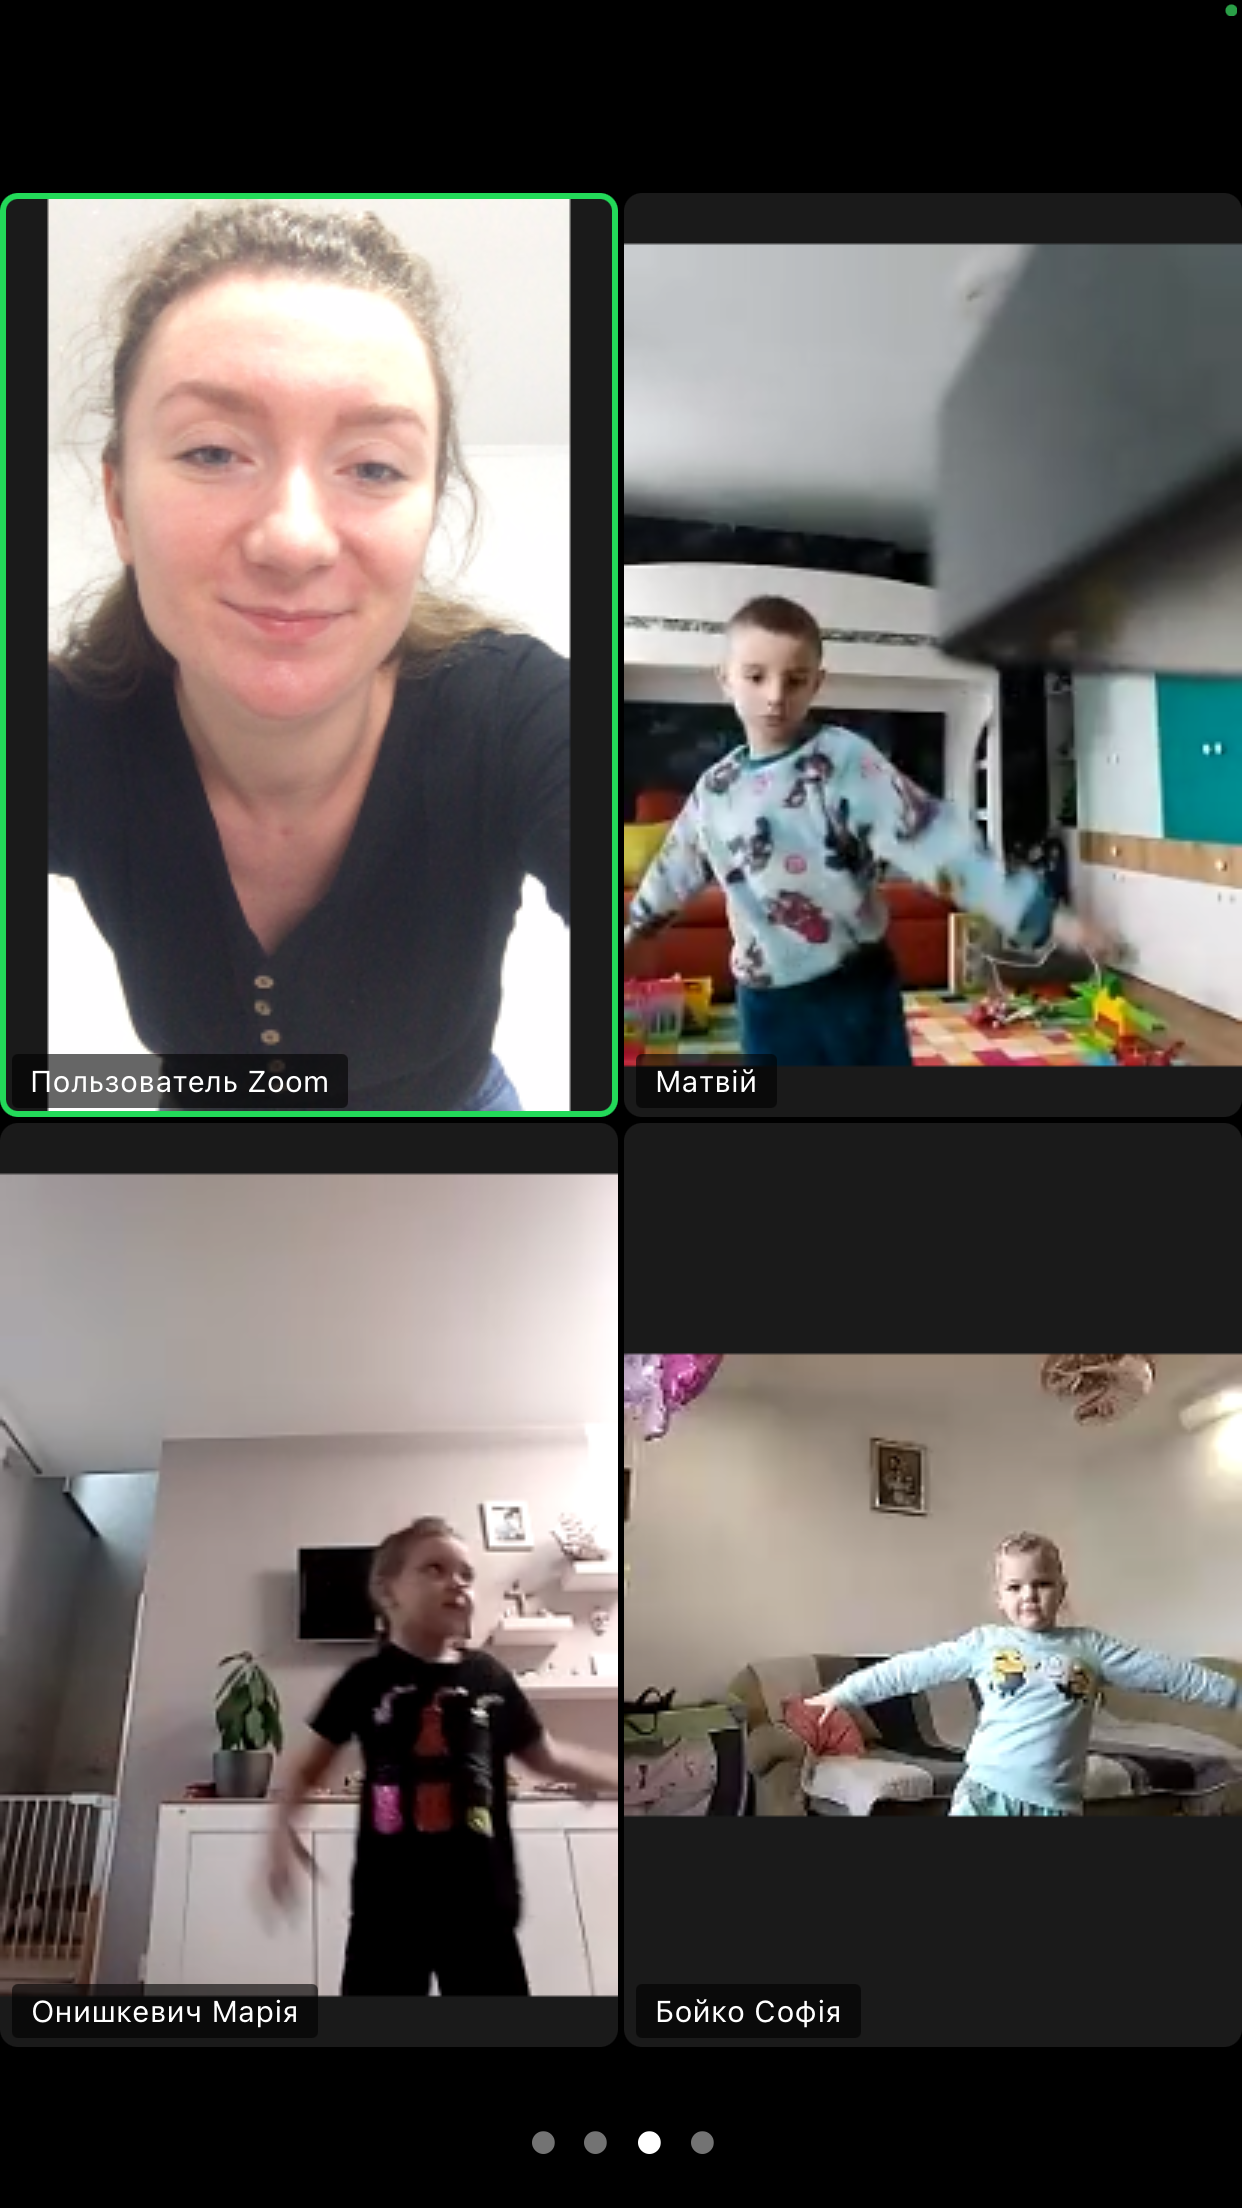 Пользователь Zoom
Матвій
Онишкевич Марія
Бойко Софія